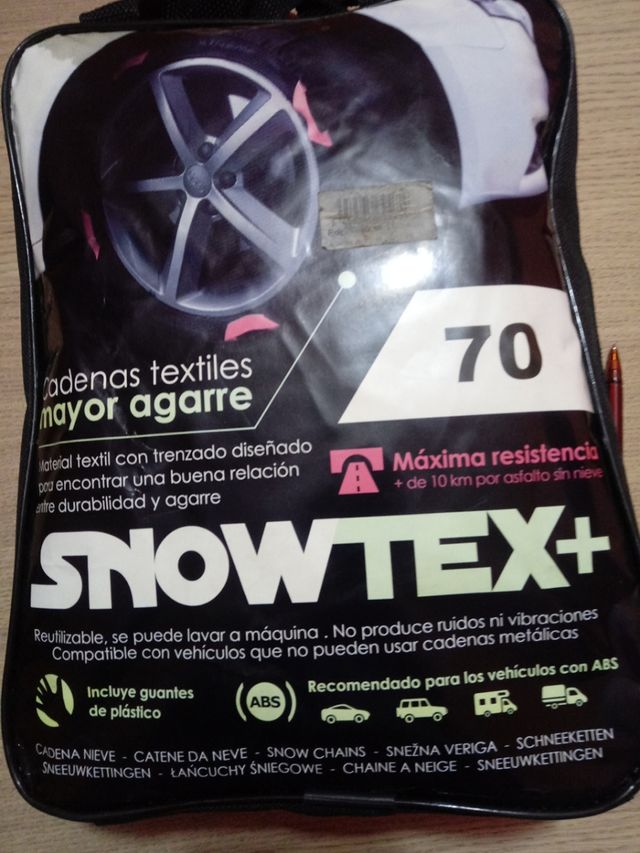 70
Cadenas textiles
mayor agarre
Material textil con trenzado diseñado
pou encontrar una buena relación
entre durabilidad y agarre
Máxima resistencia
+ de 10 km por asfalto sin nieve
SNOWTEX+
Reutilizable, se puede lavar a máquina . No produce ruidos ni vibraciones
Compatible con vehículos que no pueden usar cadenas metálicas
Incluye guantes
de plástico
ABS
Recomendado para los vehículos con ABS
CADENA NIEVE - CATENE DA NEVE - SNOW CHAINS - SNEŽNA VERIGA - SCHNEEKETTEN
SNEEUWKETTINGEN - ŁAŃCUCHY ŚNIEGOWE - CHAINE A NEIGE - SNEEUWKETTINGEN